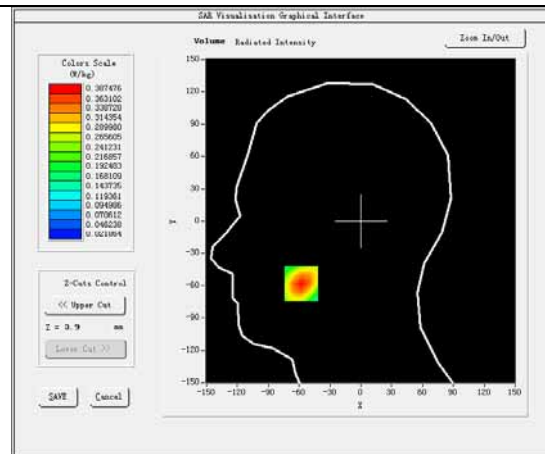 SAR Visualisation Graphical Interface
Volume Radiated Intensity
Zoom In/Out
Colors Scale
(W/kg)
0.387476
0.363102
0.338728
0.314354
0.289980
0.265605
0.241231
0.216857
0.192483
0.168109
0.143735
0.119361
0.094986
0.070612
0.046238
0.021864
Z-Cuts Control
<< Upper Cut
Z = 3.9 mm
Lower Cut >>
SAVE
Cancel
150
120
90
60
30
0
-30
-60
-90
-120
-150
Y
-150 -120 -90 -60 -30 0 30 60 90 120 150
X